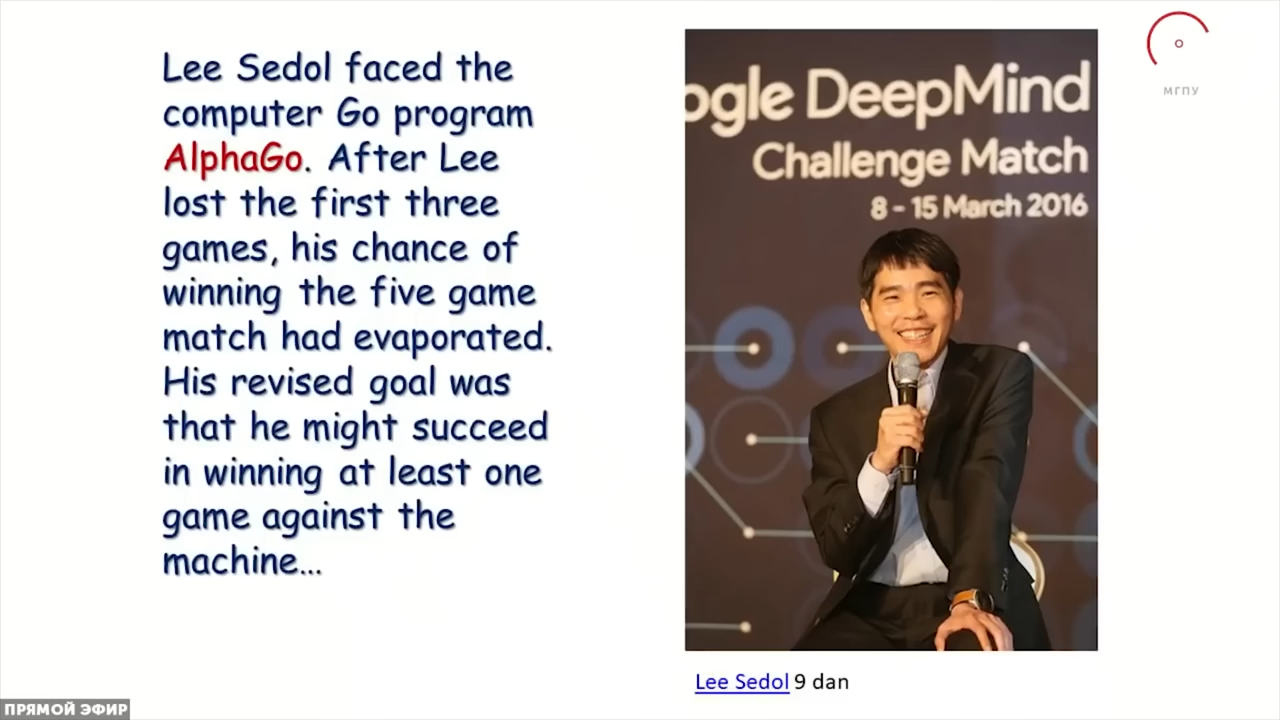 Lee Sedol faced the
computer Go program
AlphaGo. After Lee
lost the first three
games, his chance of
winning the five game
match had evaporated.
His revised goal was
that he might succeed
in winning at least one
game against the
machine...
ogle DeepMind
Challenge Match
8 - 15 March 2016
МГПУ
Lee Sedol 9 dan
ПРЯМОЙ ЭФИР